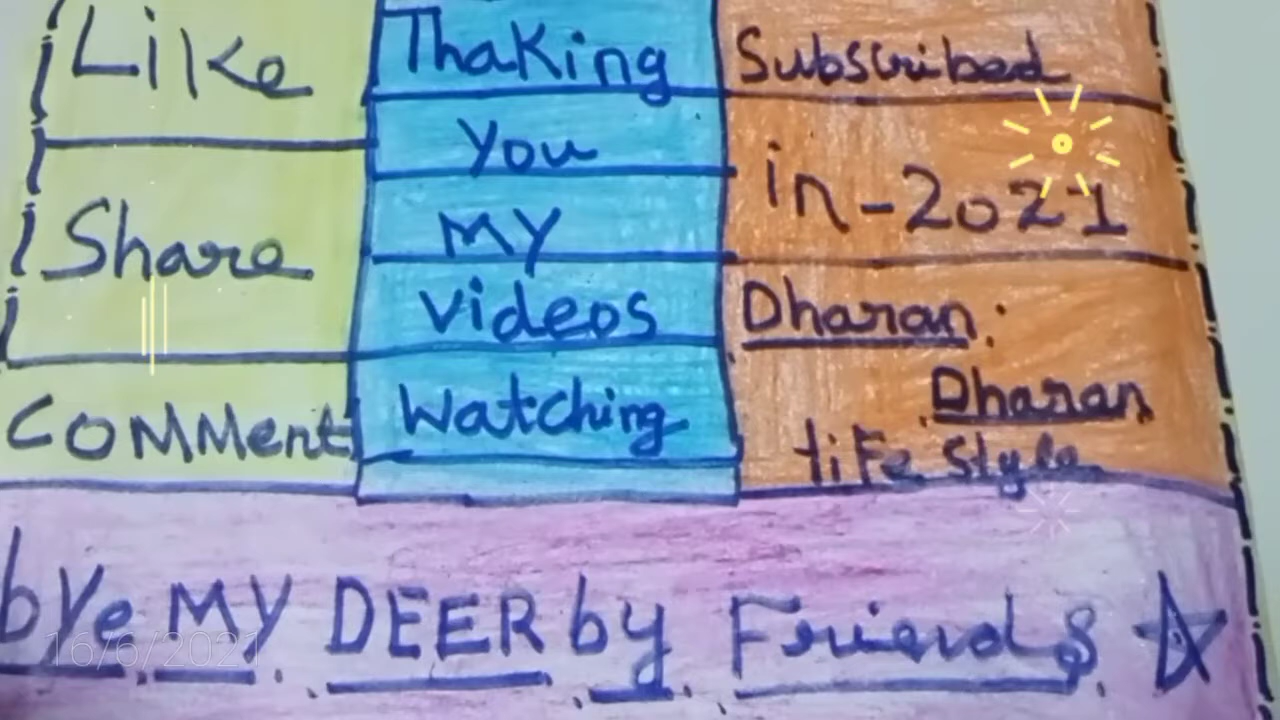 Like
Share
COMMent
Thaking
You
MY
Videos
Watching
Subscribed
in-2021
Dharan.
Dharan
life Style
bye MY DEER by Friends
16/6/2021